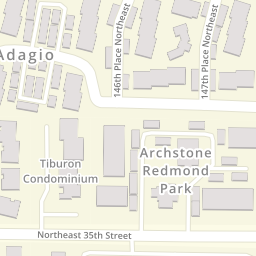 Adagio
146th Place Northeast
147th Place Northeast
Tiburon
Condominium
Archstone
Redmond
Park
Northeast 35th Street